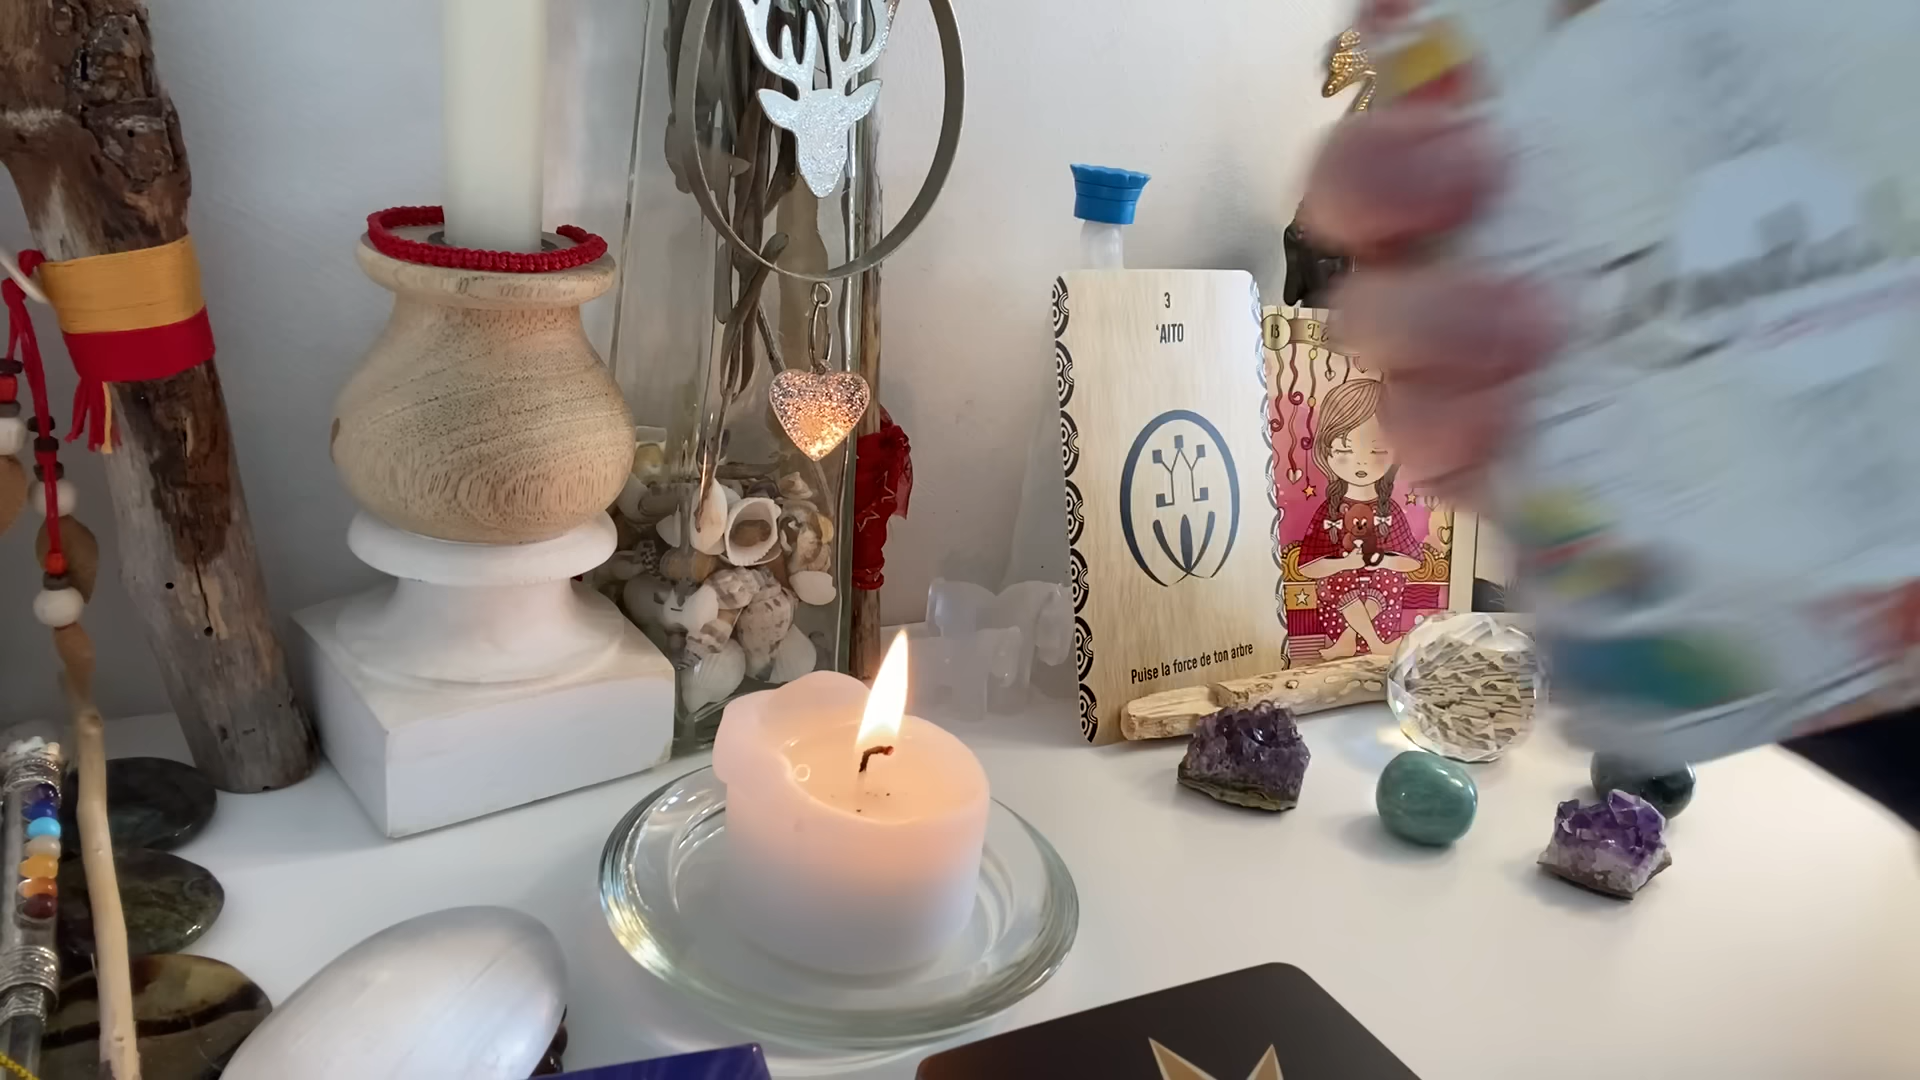 3
‘AITO
Puise la force de ton arbre
13